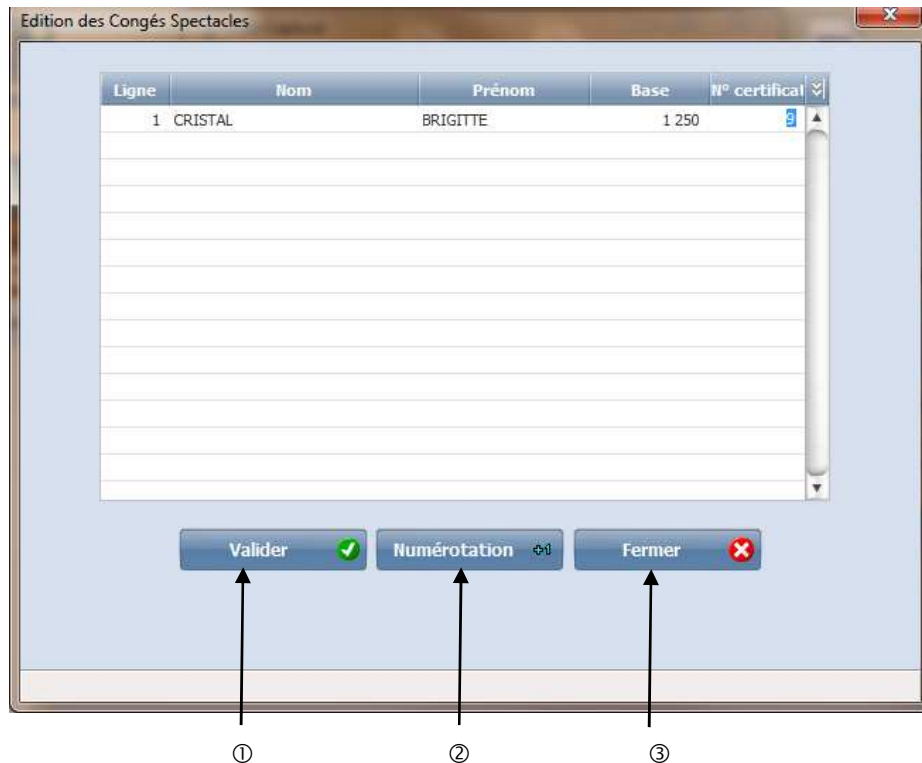 Edition des Congés Spectacles
Ligne Nom Prénom Base N° certificat
1 CRISTAL BRIGITTE 1 250 9
Valider Numérotation +1 Fermer
① ② ③